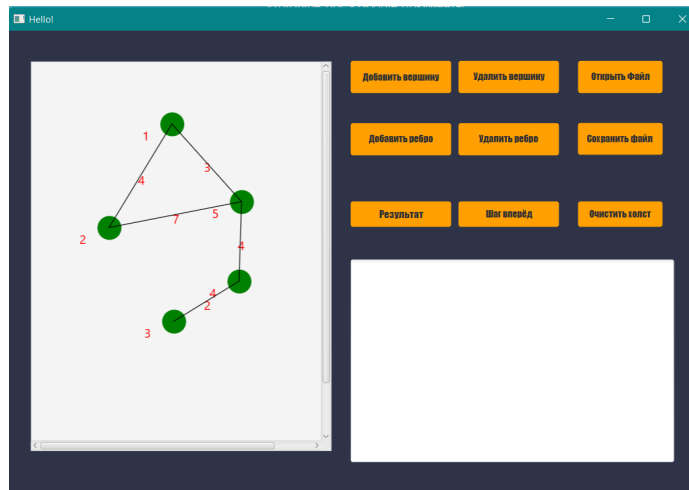 Hello!
Добавить вершину
Удалить вершину
Открыть Файл
Добавить ребро
Удалить ребро
Сохранить файл
Результат
Шаг вперёд
Очистить холст
1
4
3
2
7
5
4
4
2
3